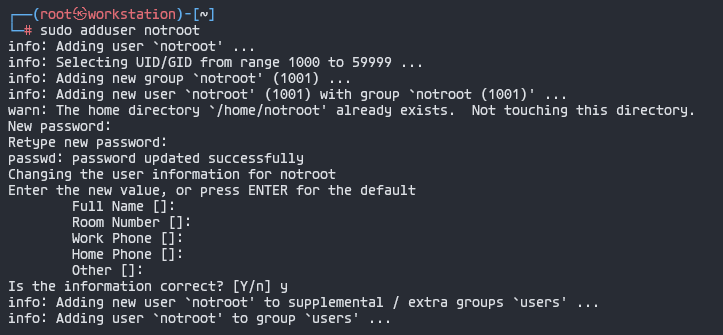 ┌──(root㉿workstation)-[~]
└─# sudo adduser notroot
info: Adding user `notroot' ...
info: Selecting UID/GID from range 1000 to 59999 ...
info: Adding new group `notroot' (1001) ...
info: Adding new user `notroot' (1001) with group `notroot (1001)' ...
warn: The home directory `/home/notroot' already exists.  Not touching this directory.
New password:
Retype new password:
passwd: password updated successfully
Changing the user information for notroot
Enter the new value, or press ENTER for the default
        Full Name []:
        Room Number []:
        Work Phone []:
        Home Phone []:
        Other []:
Is the information correct? [Y/n] y
info: Adding new user `notroot' to supplemental / extra groups `users' ...
info: Adding user `notroot' to group `users' ...